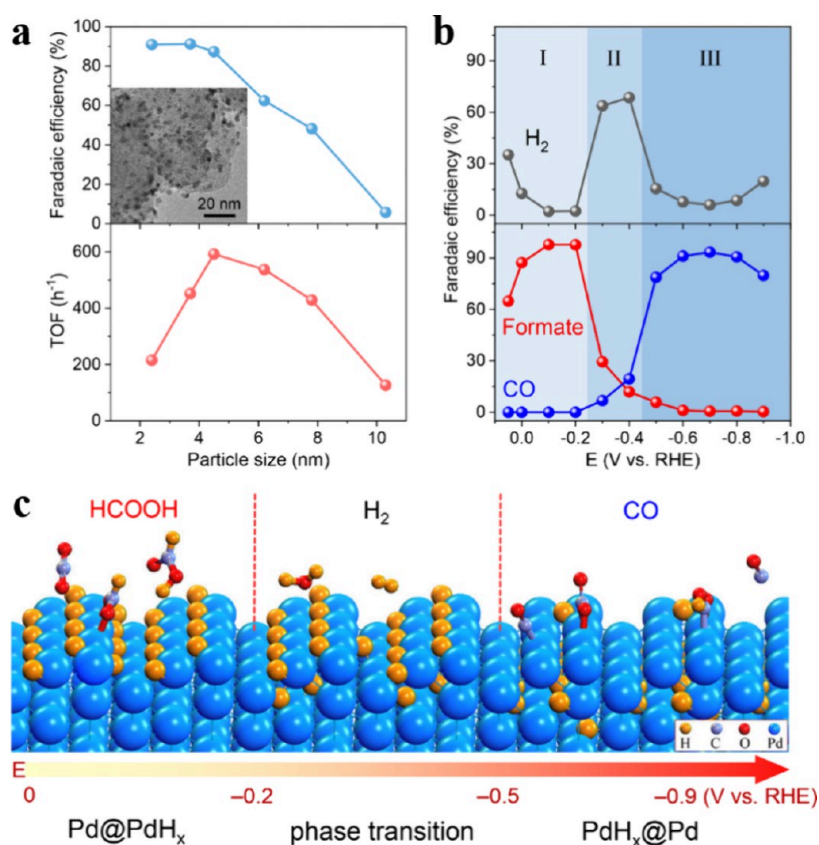 a
Faradaic efficiency (%)
100
80
60
40
20
0
20 nm
TOF (h⁻¹)
600
400
200
0
2 4 6 8 10
Particle size (nm)
b
Faradaic efficiency (%)
I II III
90
60
30
0
H₂
90
60
30
0
Formate
CO
0.0 -0.2 -0.4 -0.6 -0.8 -1.0
E (V vs. RHE)
c
HCOOH H₂ CO
H C O Pd
E
0 –0.2 –0.5 –0.9 (V vs. RHE)
Pd@PdHₓ phase transition PdHₓ@Pd